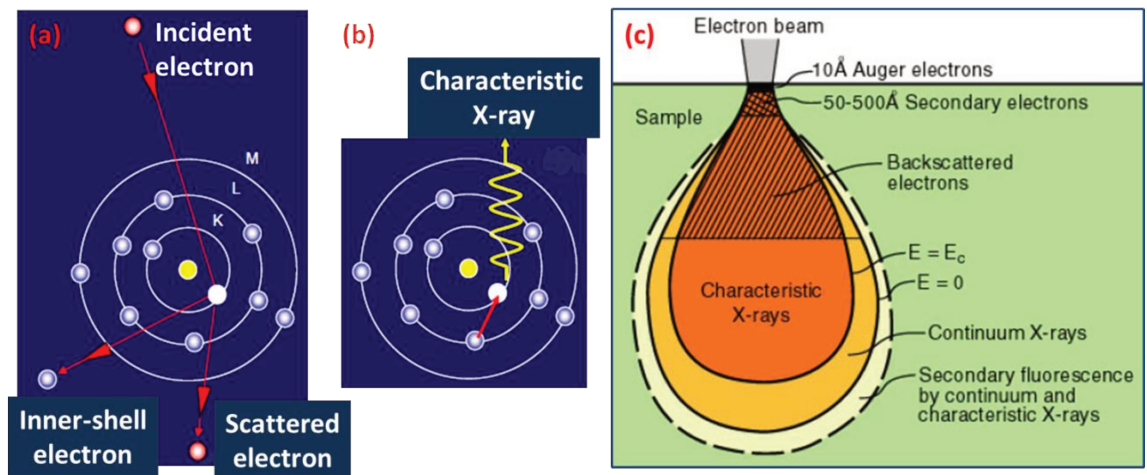 (a)
Incident
electron
M
L
K
Inner-shell
electron
Scattered
electron
(b)
Characteristic
X-ray
(c)
Electron beam
10Å Auger electrons
50-500Å Secondary electrons
Sample
Backscattered
electrons
E = Ec
E = 0
Characteristic
X-rays
Continuum X-rays
Secondary fluorescence
by continuum and
characteristic X-rays